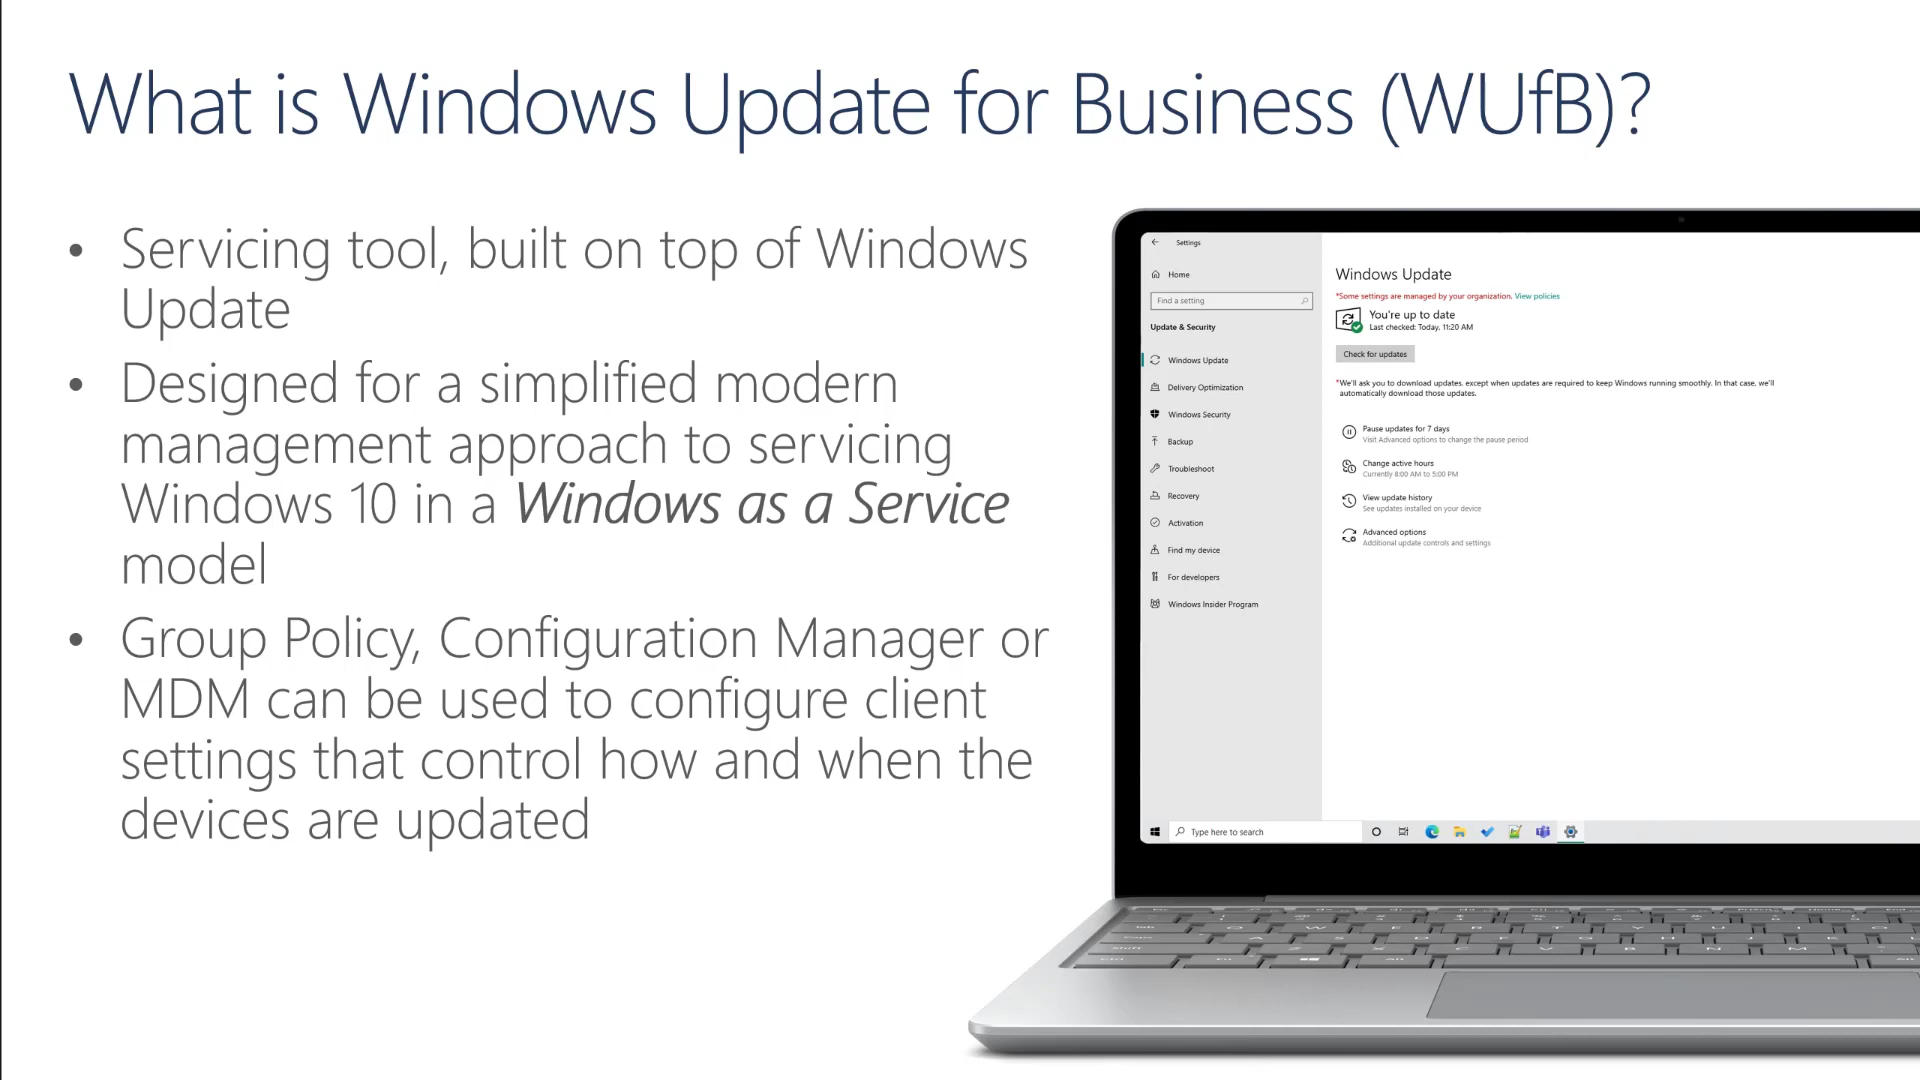 What is Windows Update for Business (WUfB)?
• Servicing tool, built on top of Windows
Update
• Designed for a simplified modern
management approach to servicing
Windows 10 in a Windows as a Service
model
• Group Policy, Configuration Manager or
MDM can be used to configure client
settings that control how and when the
devices are updated
Settings
Home
Find a setting
Update & Security
Windows Update
Delivery Optimization
Windows Security
Backup
Troubleshoot
Recovery
Activation
Find my device
For developers
Windows Insider Program
Windows Update
*Some settings are managed by your organization. View policies
You're up to date
Last checked: Today, 11:20 AM
Check for updates
*We'll ask you to download updates, except when updates are required to keep Windows running smoothly. In that case, we'll
automatically download those updates.
Pause updates for 7 days
Visit Advanced options to change the pause period
Change active hours
Currently 8:00 AM to 5:00 PM
View update history
See updates installed on your device
Advanced options
Additional update controls and settings
Type here to search